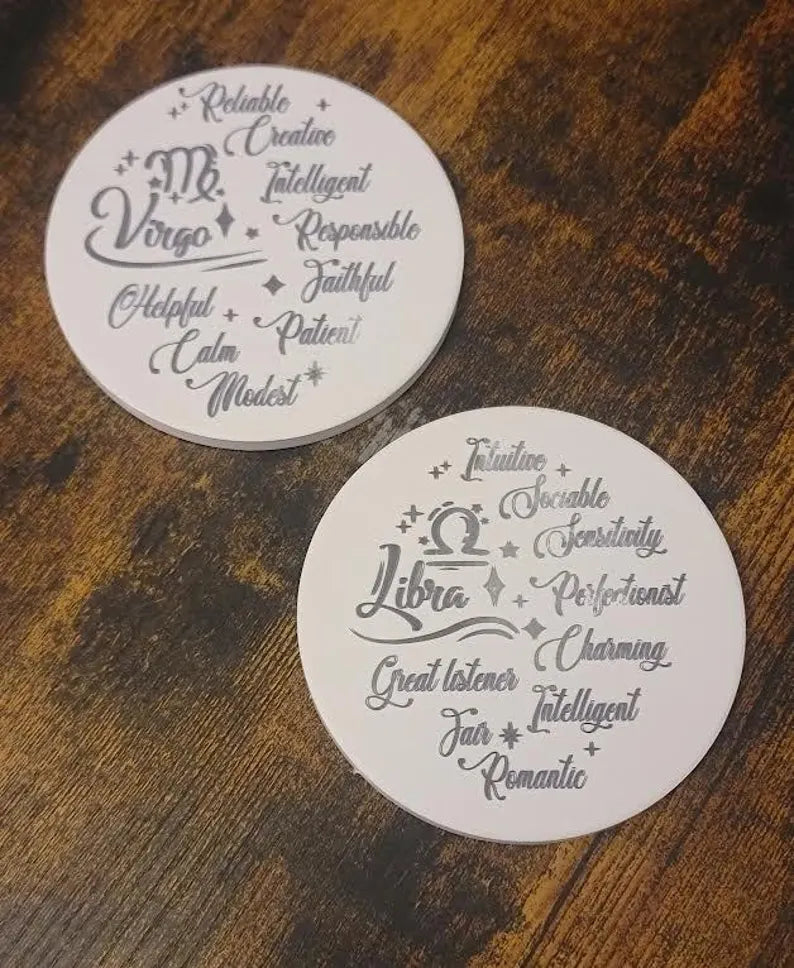 Reliable
Creative
Intelligent
Virgo
Responsible
Faithful
Helpful
Patient
Calm
Modest
Intuitive
Sociable
Sensitivity
Libra
Perfectionist
Charming
Great listener
Intelligent
Fair
Romantic